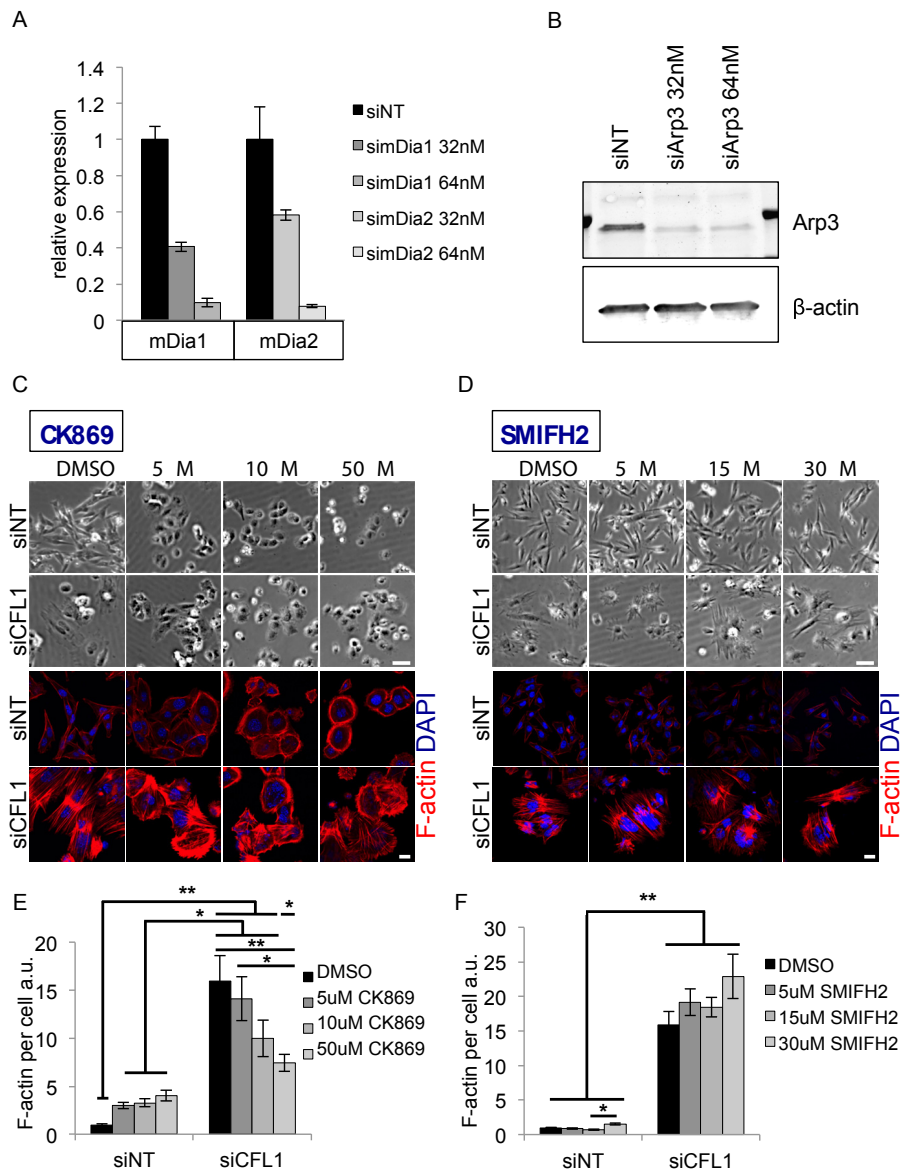 A
relative expression
1.4
1.2
1
0.8
0.6
0.4
0.2
0
mDia1 mDia2
siNT
simDia1 32nM
simDia1 64nM
simDia2 32nM
simDia2 64nM
B
siNT
siArp3 32nM
siArp3 64nM
Arp3
β-actin
C
CK869
DMSO 5 M 10 M 50 M
siNT
siCFL1
siNT
siCFL1
F-actin DAPI
D
SMIFH2
DMSO 5 M 15 M 30 M
siNT
siCFL1
siNT
siCFL1
F-actin DAPI
E
F-actin per cell a.u.
20
15
10
5
0
** *
*
**
*
siNT siCFL1
DMSO
5uM CK869
10uM CK869
50uM CK869
F
F-actin per cell a.u.
30
25
20
15
10
5
0
**
*
siNT siCFL1
DMSO
5uM SMIFH2
15uM SMIFH2
30uM SMIFH2